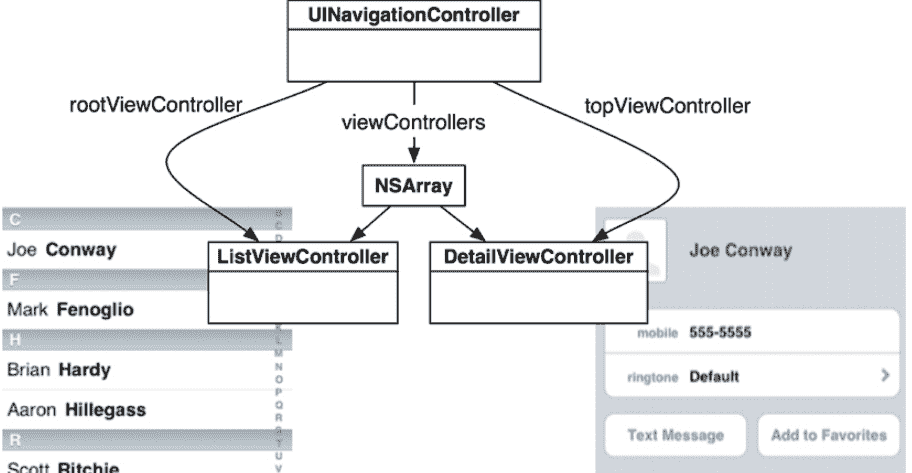 UINavigationController
rootViewController
topViewController
viewControllers
NSArray
ListViewController
DetailViewController
C
Joe Conway
F
Mark Fenoglio
H
Brian Hardy
Aaron Hillegass
R
Scott Ritchie
D
M
N
O
P
Q
R
U
V
Joe Conway
mobile 555-5555
ringtone Default
Text Message
Add to Favorites